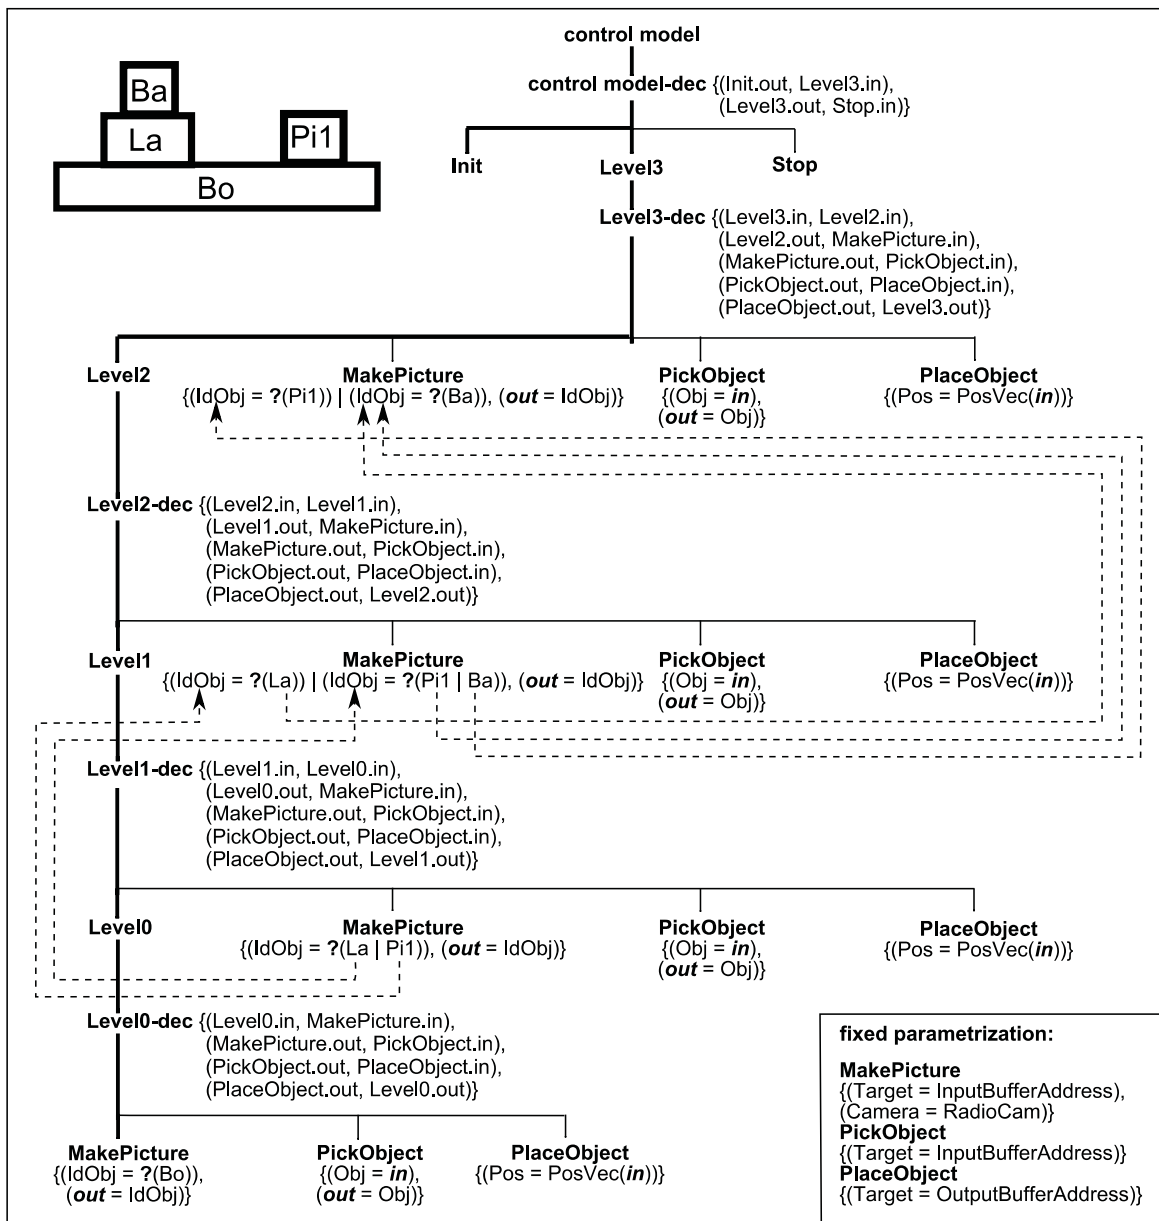 control model
control model-dec {(Init.out, Level3.in),
(Level3.out, Stop.in)}
Ba
La
Pi1
Bo
Init
Level3
Stop
Level3-dec {(Level3.in, Level2.in),
(Level2.out, MakePicture.in),
(MakePicture.out, PickObject.in),
(PickObject.out, PlaceObject.in),
(PlaceObject.out, Level3.out)}
Level2
MakePicture
{(IdObj = ?(Pi1)) | (IdObj = ?(Ba)), (out = IdObj)}
PickObject
{(Obj = in),
(out = Obj)}
PlaceObject
{(Pos = PosVec(in))}
Level2-dec {(Level2.in, Level1.in),
(Level1.out, MakePicture.in),
(MakePicture.out, PickObject.in),
(PickObject.out, PlaceObject.in),
(PlaceObject.out, Level2.out)}
Level1
MakePicture
{(IdObj = ?(La)) | (IdObj = ?(Pi1 | Ba)), (out = IdObj)}
PickObject
{(Obj = in),
(out = Obj)}
PlaceObject
{(Pos = PosVec(in))}
Level1-dec {(Level1.in, Level0.in),
(Level0.out, MakePicture.in),
(MakePicture.out, PickObject.in),
(PickObject.out, PlaceObject.in),
(PlaceObject.out, Level1.out)}
Level0
MakePicture
{(IdObj = ?(La | Pi1)), (out = IdObj)}
PickObject
{(Obj = in),
(out = Obj)}
PlaceObject
{(Pos = PosVec(in))}
Level0-dec {(Level0.in, MakePicture.in),
(MakePicture.out, PickObject.in),
(PickObject.out, PlaceObject.in),
(PlaceObject.out, Level0.out)}
MakePicture
{(IdObj = ?(Bo)),
(out = IdObj)}
PickObject
{(Obj = in),
(out = Obj)}
PlaceObject
{(Pos = PosVec(in))}
fixed parametrization:
MakePicture
{(Target = InputBufferAddress),
(Camera = RadioCam)}
PickObject
{(Target = InputBufferAddress)}
PlaceObject
{(Target = OutputBufferAddress)}